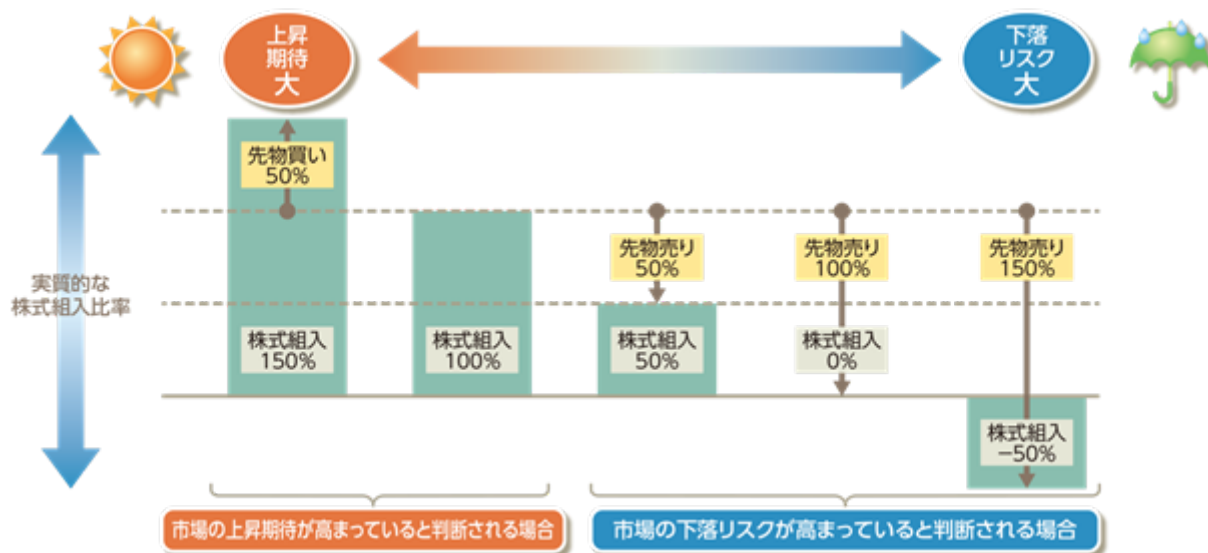 上昇
期待
大
下落
リスク
大
実質的な
株式組入比率
先物買い
50%
株式組入
150%
株式組入
100%
先物売り
50%
株式組入
50%
先物売り
100%
株式組入
0%
先物売り
150%
株式組入
−50%
市場の上昇期待が高まっていると判断される場合
市場の下落リスクが高まっていると判断される場合